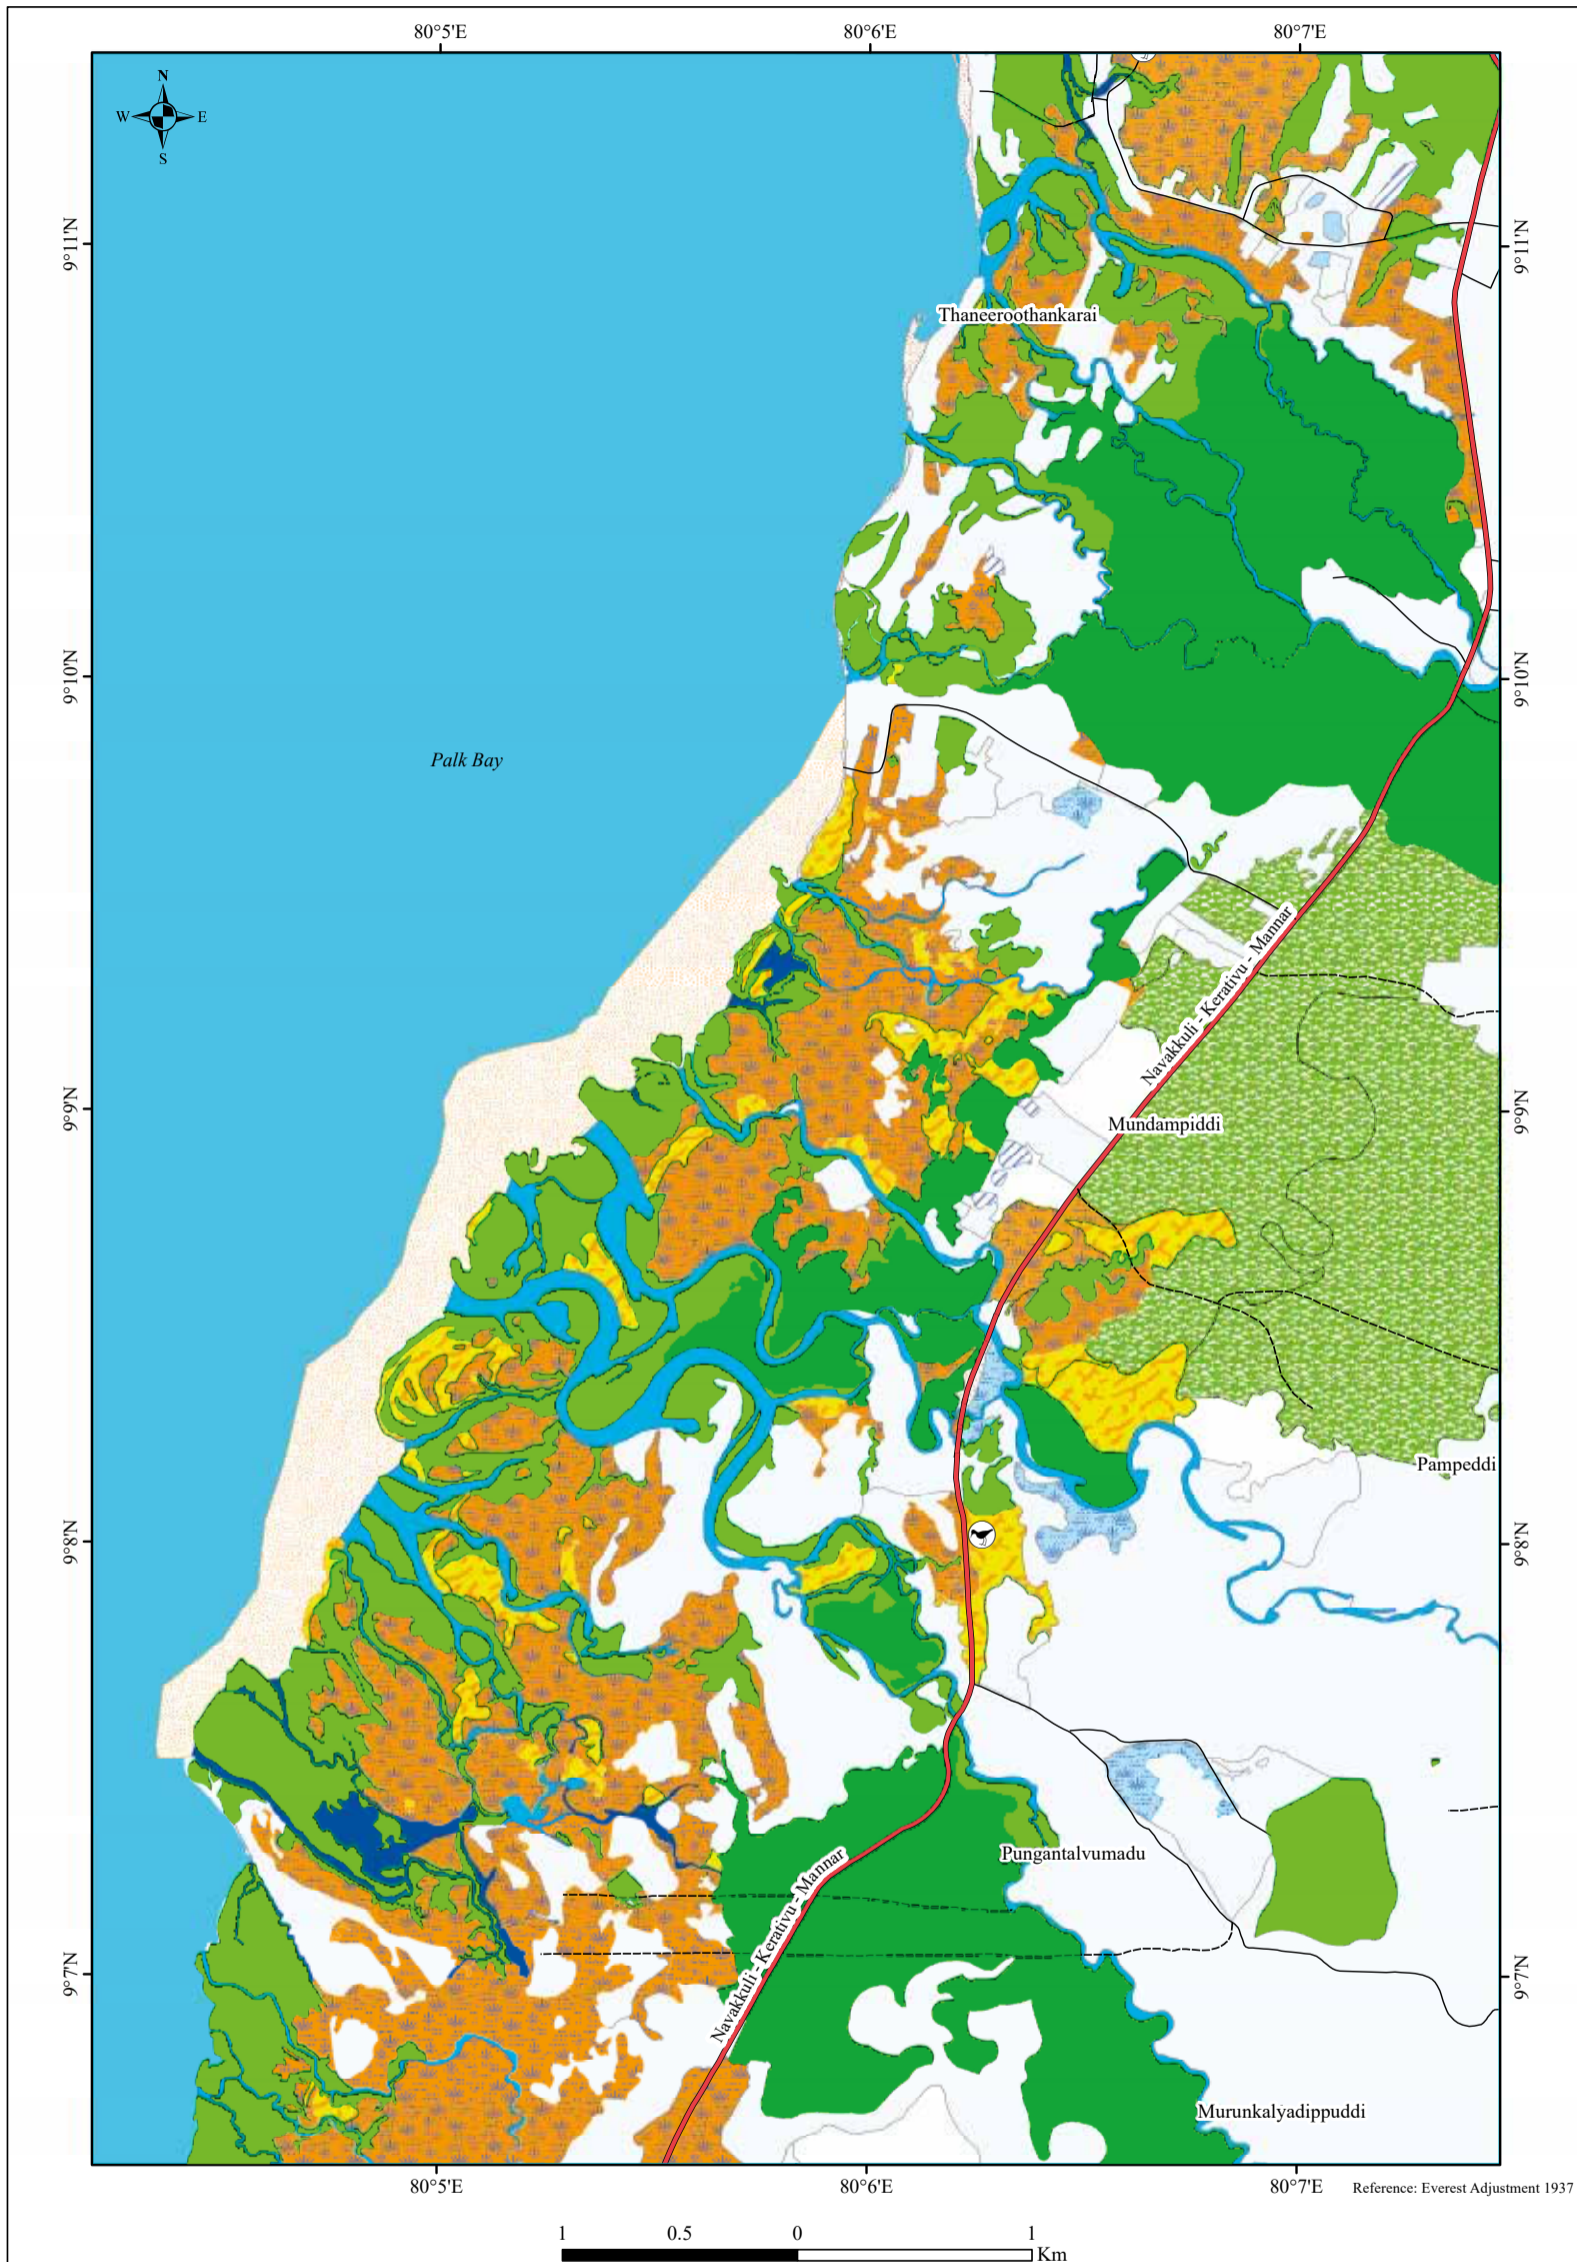 80°5'E 80°6'E 80°7'E
N
W E
S
9°11'N 9°11'N
Thaneeroothankarai
9°10'N 9°10'N
Palk Bay
Navakkuli - Kerativu - Mannar
9°9'N 9°9'N
Mundampiddi
Pampeddi
9°8'N 9°8'N
Pungantalvumadu
Navakkuli - Kerativu - Mannar
9°7'N 9°7'N
Murunkalyadippuddi
80°5'E 80°6'E 80°7'E
Reference: Everest Adjustment 1937
1 0.5 0 1
Km